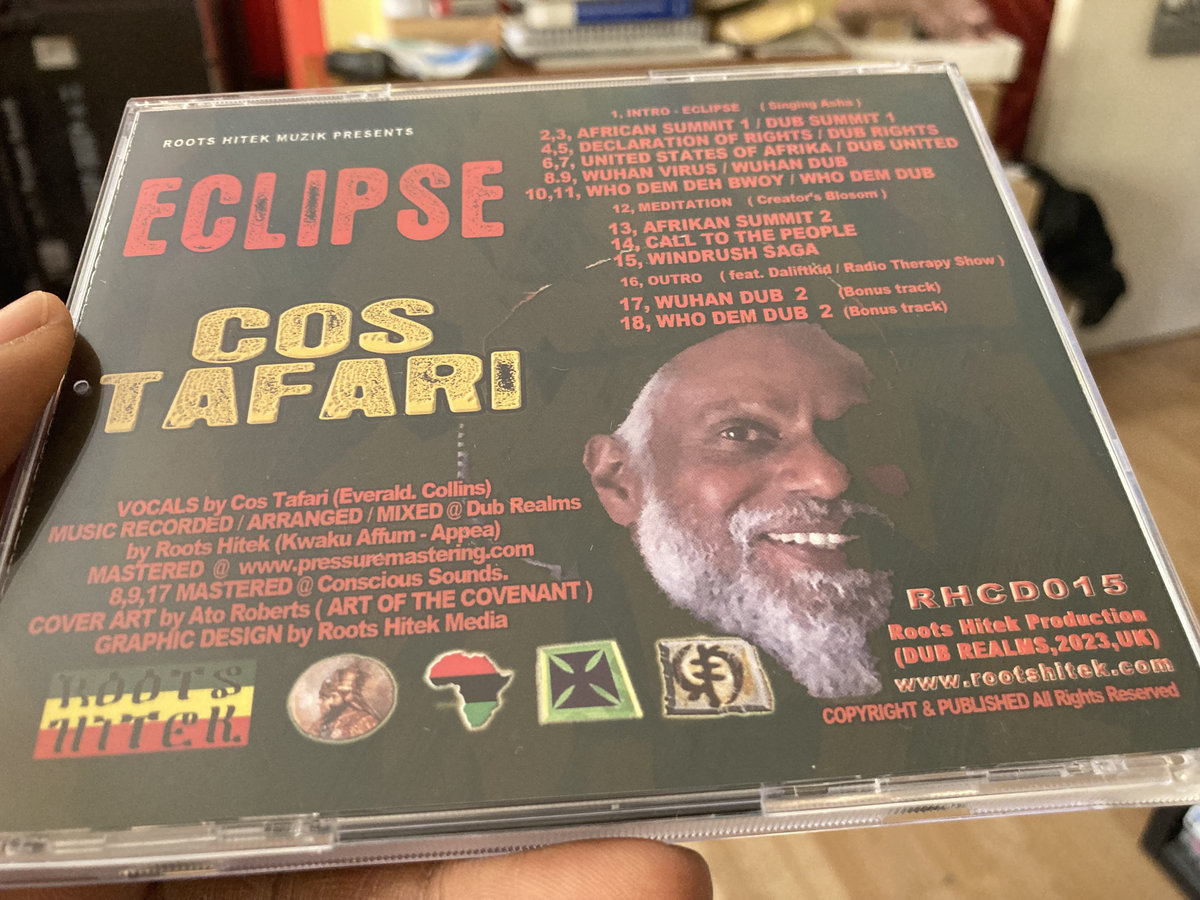 ROOTS HITEK MUZIK PRESENTS
ECLIPSE
COS
TAFARI
1, INTRO - ECLIPSE ( Singing Asha )
2,3, AFRICAN SUMMIT 1 / DUB SUMMIT 1
4,5, DECLARATION OF RIGHTS / DUB RIGHTS
6,7, UNITED STATES OF AFRIKA / DUB UNITED
8.9, WUHAN VIRUS / WUHAN DUB
10,11, WHO DEM DEH BWOY / WHO DEM DUB
12, MEDITATION ( Creator's Blosom )
13, AFRIKAN SUMMIT 2
14, CALL TO THE PEOPLE
15, WINDRUSH SAGA
16, OUTRO ( feat. Daliftkid / Radio Therapy Show )
17, WUHAN DUB 2 (Bonus track)
18, WHO DEM DUB 2 (Bonus track)
VOCALS by Cos Tafari (Everald. Collins)
MUSIC RECORDED / ARRANGED / MIXED @ Dub Realms
by Roots Hitek (Kwaku Affum - Appea)
MASTERED @ www.pressuremastering.com
8,9,17 MASTERED @ Conscious Sounds.
COVER ART by Ato Roberts ( ART OF THE COVENANT )
GRAPHIC DESIGN by Roots Hitek Media
ROOTS
HITEK
RHCD015
Roots Hitek Production
(DUB REALMS,2023,UK)
www.rootshitek.com
COPYRIGHT & PUBLISHED All Rights Reserved